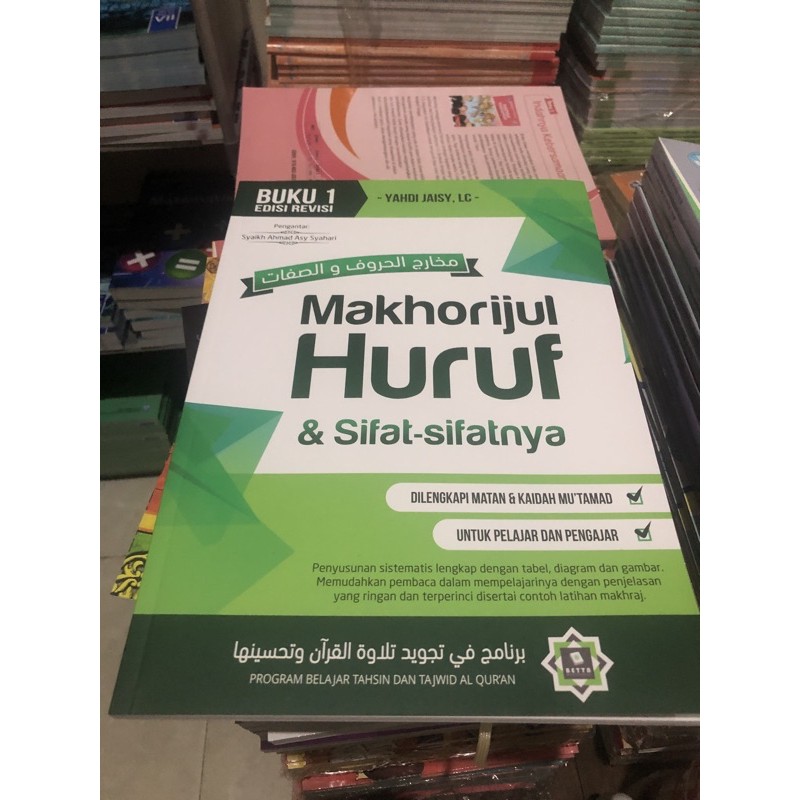 VII
Indahnya Kebersamaan
BUKU 1
EDISI REVISI
- YAHDI JAISY, LC -
Pengantar:
Syaikh Ahmad Asy Syahari
مخارج الحروف و الصفات
Makhorijul
Huruf
& Sifat-sifatnya
DILENGKAPI MATAN & KAIDAH MU'TAMAD
UNTUK PELAJAR DAN PENGAJAR
Penyusunan sistematis lengkap dengan tabel, diagram dan gambar.
Memudahkan pembaca dalam mempelajarinya dengan penjelasan
yang ringan dan terperinci disertai contoh latihan makhraj.
برنامج في تجويد تلاوة القرآن وتحسينها
PROGRAM BELAJAR TAHSIN DAN TAJWID AL QUR'AN